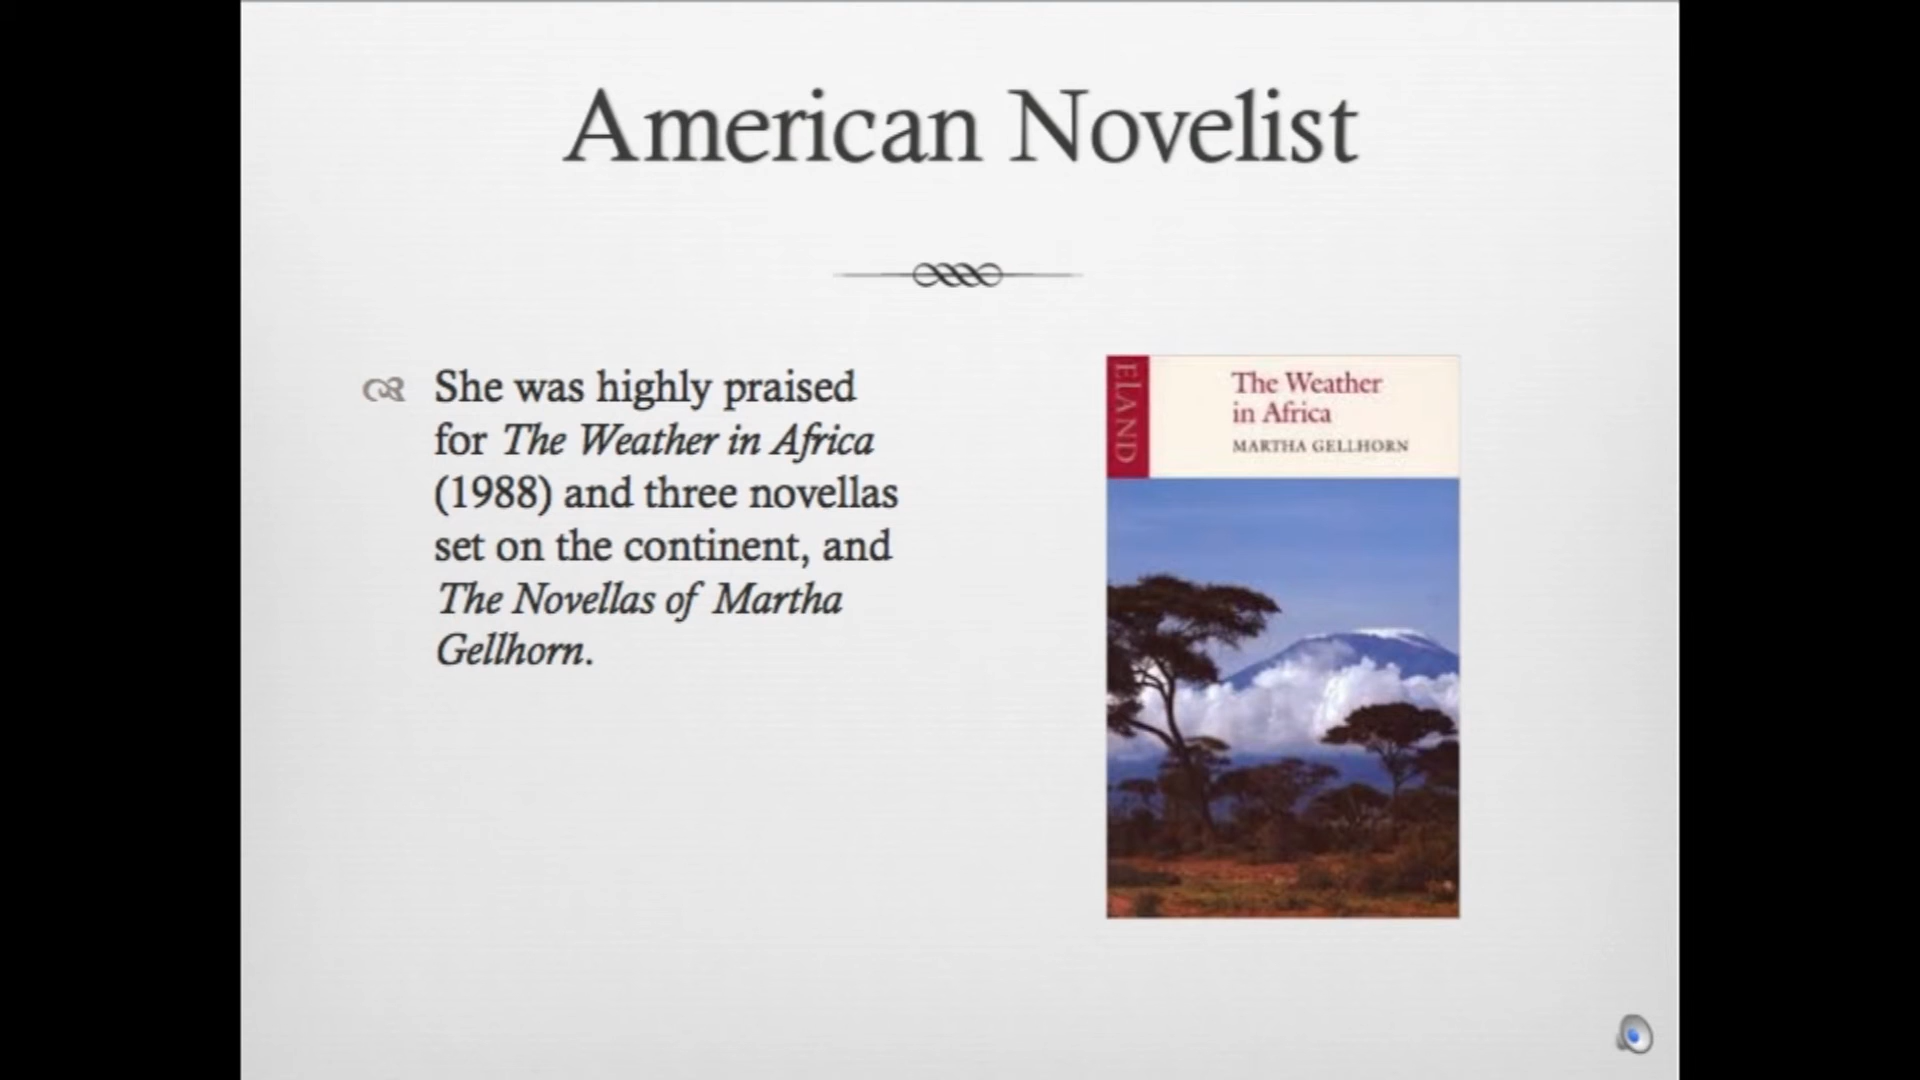 American Novelist
She was highly praised
for The Weather in Africa
(1988) and three novellas
set on the continent, and
The Novellas of Martha
Gellhorn.
ELAND
The Weather
in Africa
MARTHA GELLHORN